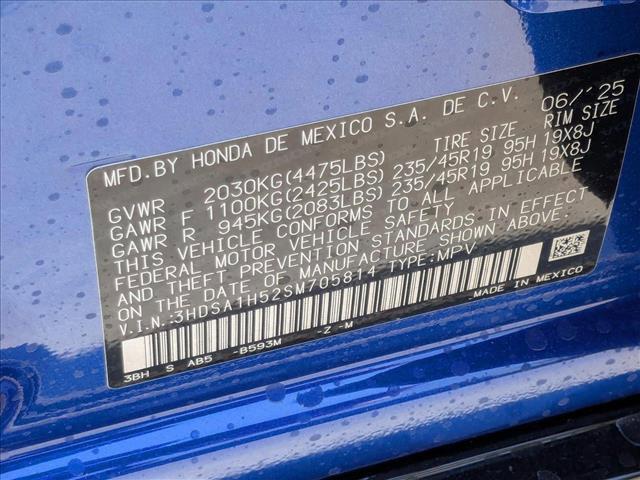 MFD.BY HONDA DE MEXICO S.A. DE C.V. 06/'25
TIRE SIZE RIM SIZE
GVWR 2030KG(4475LBS)
GAWR F 1100KG(2425LBS) 235/45R19 95H 19X8J
GAWR R 945KG(2083LBS) 235/45R19 95H 19X8J
THIS VEHICLE CONFORMS TO ALL APPLICABLE
FEDERAL MOTOR VEHICLE SAFETY
AND THEFT PREVENTION STANDARDS IN EFFECT
ON THE DATE OF MANUFACTURE SHOWN ABOVE.
V.I.N.:3HDSA1H52SM705814 TYPE:MPV
MADE IN MEXICO
3BH S AB5 -B593M -Z -M